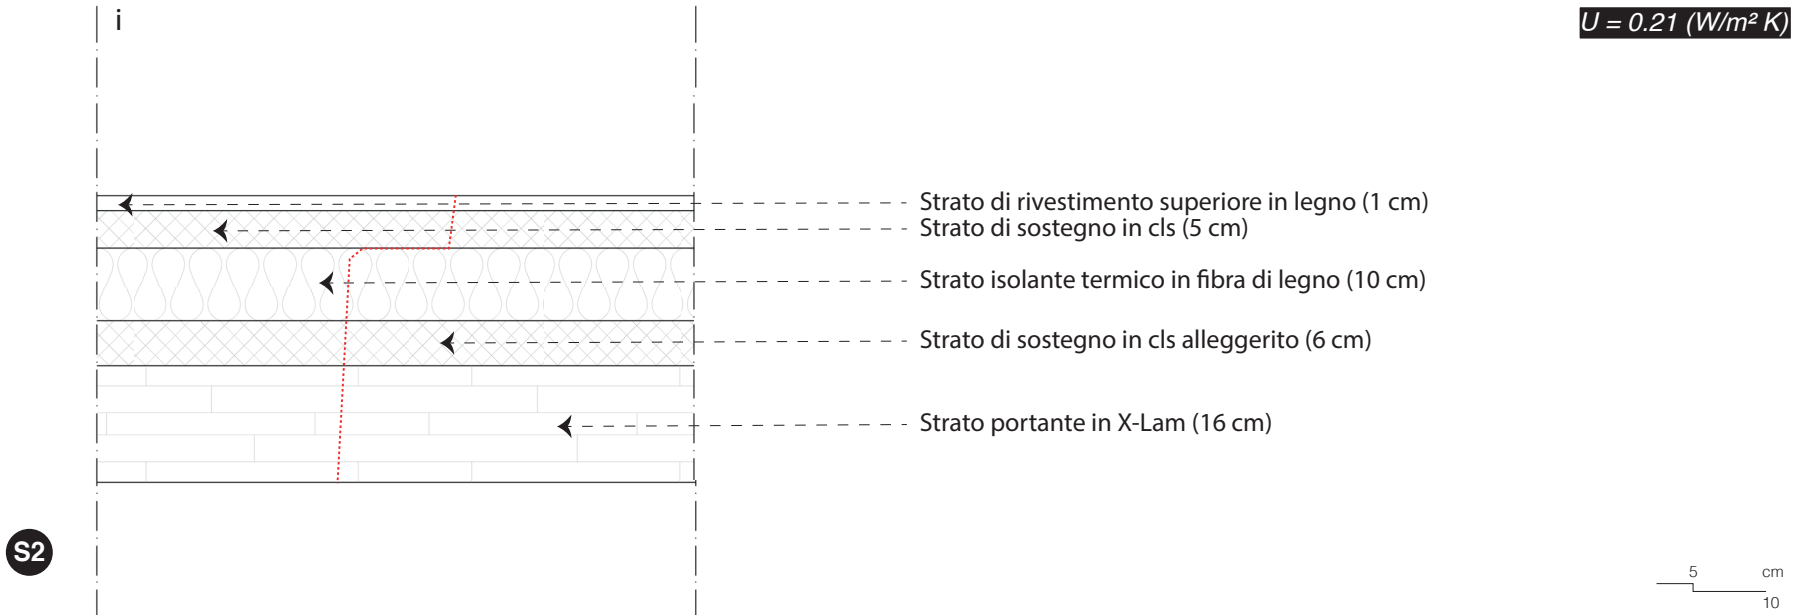 i
U = 0.21 (W/m² K)
Strato di rivestimento superiore in legno (1 cm)
Strato di sostegno in cls (5 cm)
Strato isolante termico in fibra di legno (10 cm)
Strato di sostegno in cls alleggerito (6 cm)
Strato portante in X-Lam (16 cm)
S2
5 cm
10